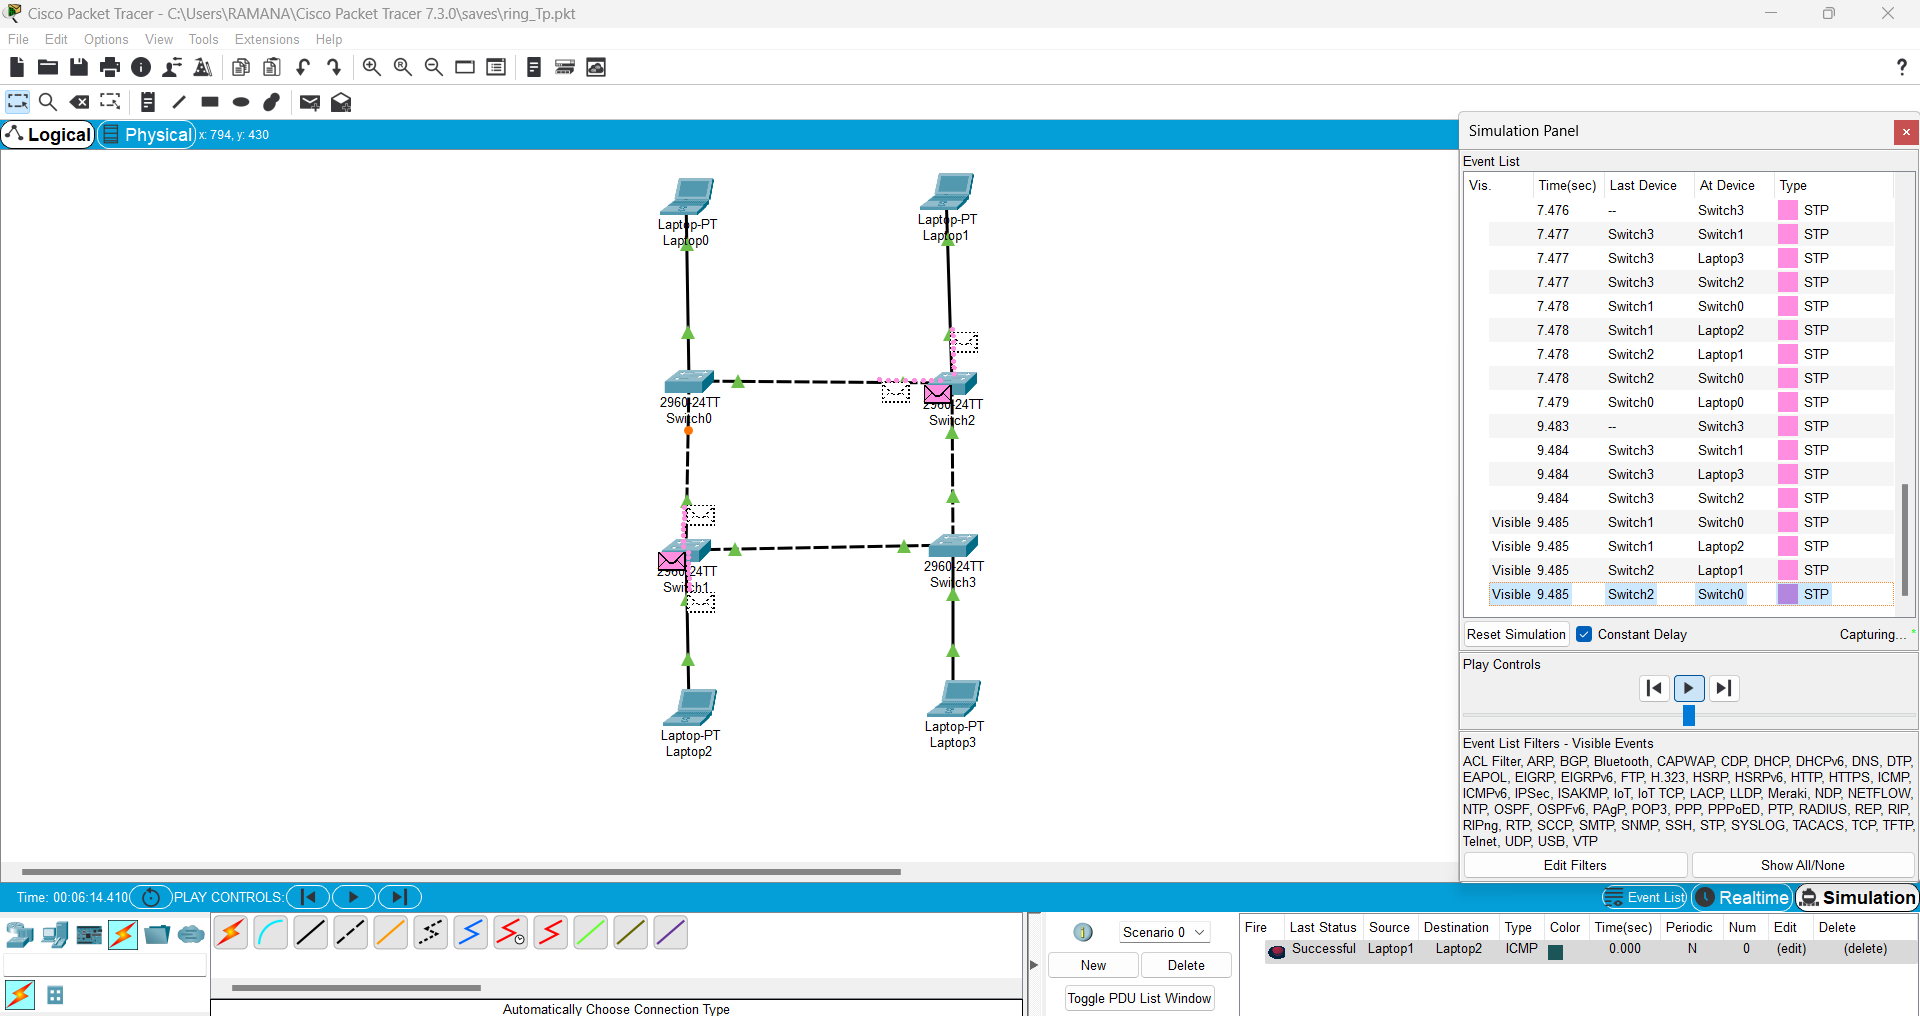 Cisco Packet Tracer - C:\Users\RAMANA\Cisco Packet Tracer 7.3.0\saves\ring_Tp.pkt
File Edit Options View Tools Extensions Help
Logical Physical x: 794, y: 430
Laptop-PT
Laptop0
Laptop-PT
Laptop1
2960-24TT
Switch0
2960-24TT
Switch2
2960-24TT
Switch1
2960-24TT
Switch3
Laptop-PT
Laptop2
Laptop-PT
Laptop3
Simulation Panel
Event List
Vis. Time(sec) Last Device At Device Type
7.476 -- Switch3 STP
7.477 Switch3 Switch1 STP
7.477 Switch3 Laptop3 STP
7.477 Switch3 Switch2 STP
7.478 Switch1 Switch0 STP
7.478 Switch1 Laptop2 STP
7.478 Switch2 Laptop1 STP
7.478 Switch2 Switch0 STP
7.479 Switch0 Laptop0 STP
9.483 -- Switch3 STP
9.484 Switch3 Switch1 STP
9.484 Switch3 Laptop3 STP
9.484 Switch3 Switch2 STP
Visible 9.485 Switch1 Switch0 STP
Visible 9.485 Switch1 Laptop2 STP
Visible 9.485 Switch2 Laptop1 STP
Visible 9.485 Switch2 Switch0 STP
Reset Simulation Constant Delay Capturing...
Play Controls
Event List Filters - Visible Events
ACL Filter, ARP, BGP, Bluetooth, CAPWAP, CDP, DHCP, DHCPv6, DNS, DTP,
EAPOL, EIGRP, EIGRPv6, FTP, H.323, HSRP, HSRPv6, HTTP, HTTPS, ICMP,
ICMPv6, IPSec, ISAKMP, IoT, IoT TCP, LACP, LLDP, Meraki, NDP, NETFLOW,
NTP, OSPF, OSPFv6, PAgP, POP3, PPP, PPPoED, PTP, RADIUS, REP, RIP,
RIPng, RTP, SCCP, SMTP, SNMP, SSH, STP, SYSLOG, TACACS, TCP, TFTP,
Telnet, UDP, USB, VTP
Edit Filters Show All/None
Time: 00:06:14.410 PLAY CONTROLS: Event List Realtime Simulation
Automatically Choose Connection Type
Scenario 0
New Delete
Toggle PDU List Window
Fire Last Status Source Destination Type Color Time(sec) Periodic Num Edit Delete
Successful Laptop1 Laptop2 ICMP 0.000 N 0 (edit) (delete)